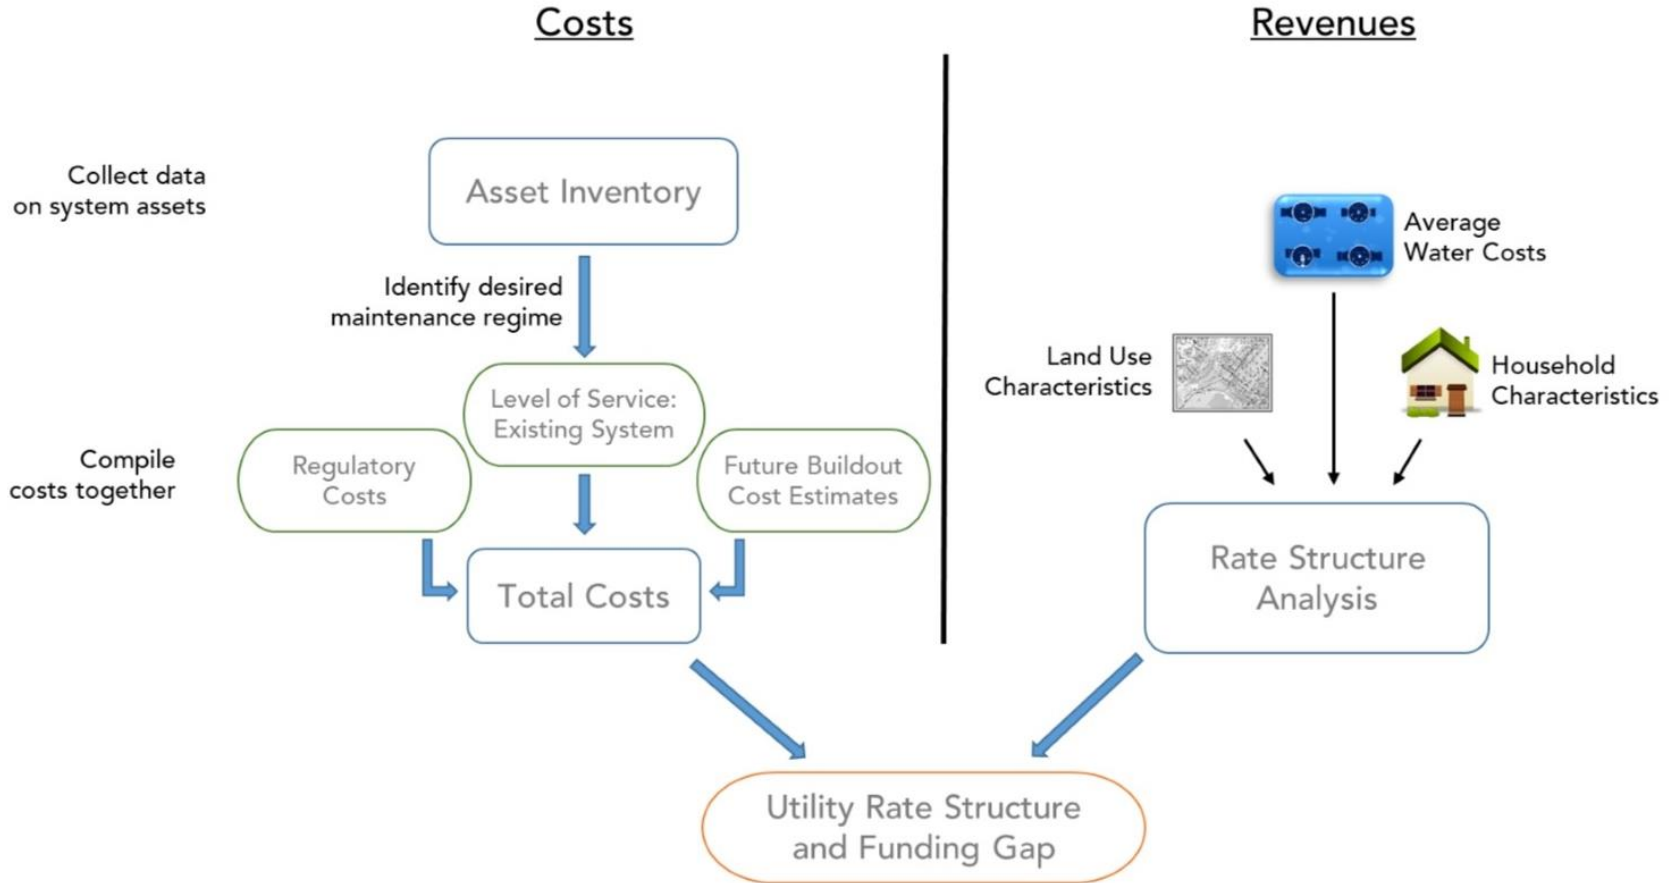 Costs
Revenues
Collect data
on system assets
Asset Inventory
Average
Water Costs
Identify desired
maintenance regime
Land Use
Characteristics
Household
Characteristics
Level of Service:
Existing System
Compile
costs together
Regulatory
Costs
Future Buildout
Cost Estimates
Total Costs
Rate Structure
Analysis
Utility Rate Structure
and Funding Gap